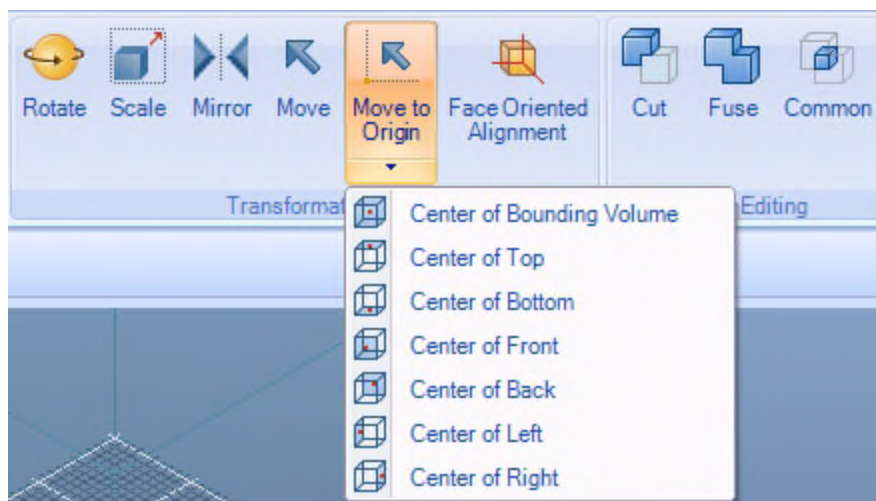 Rotate
Scale
Mirror
Move
Move to
Origin
Face Oriented
Alignment
Cut
Fuse
Common
Editing
Center of Bounding Volume
Center of Top
Center of Bottom
Center of Front
Center of Back
Center of Left
Center of Right